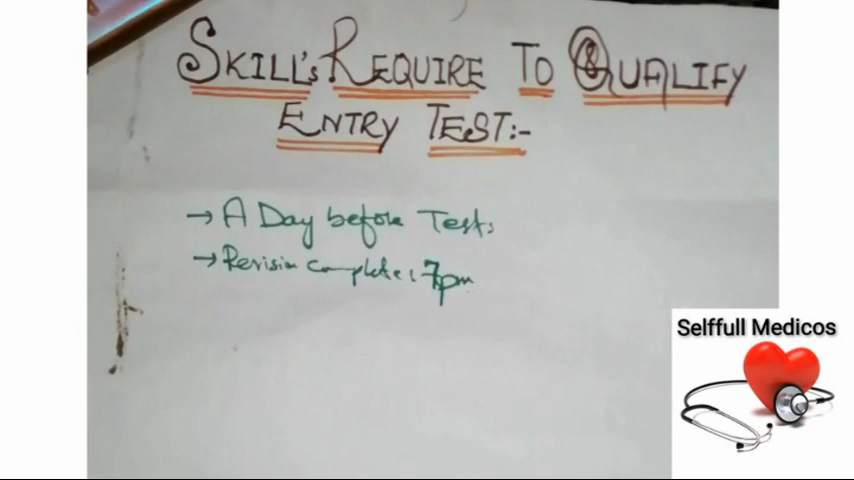 SKILL's REQUIRE TO QUALIFY
ENTRY TEST:-
→ A Day before Test:
→ Revision complete: 7pm
Selffull Medicos